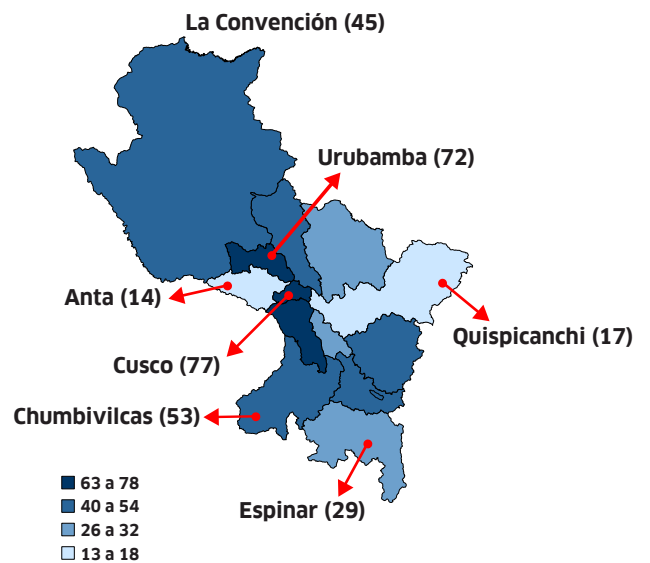 La Convención (45)
Urubamba (72)
Anta (14)
Quispicanchi (17)
Cusco (77)
Chumbivilcas (53)
Espinar (29)
63 a 78
40 a 54
26 a 32
13 a 18